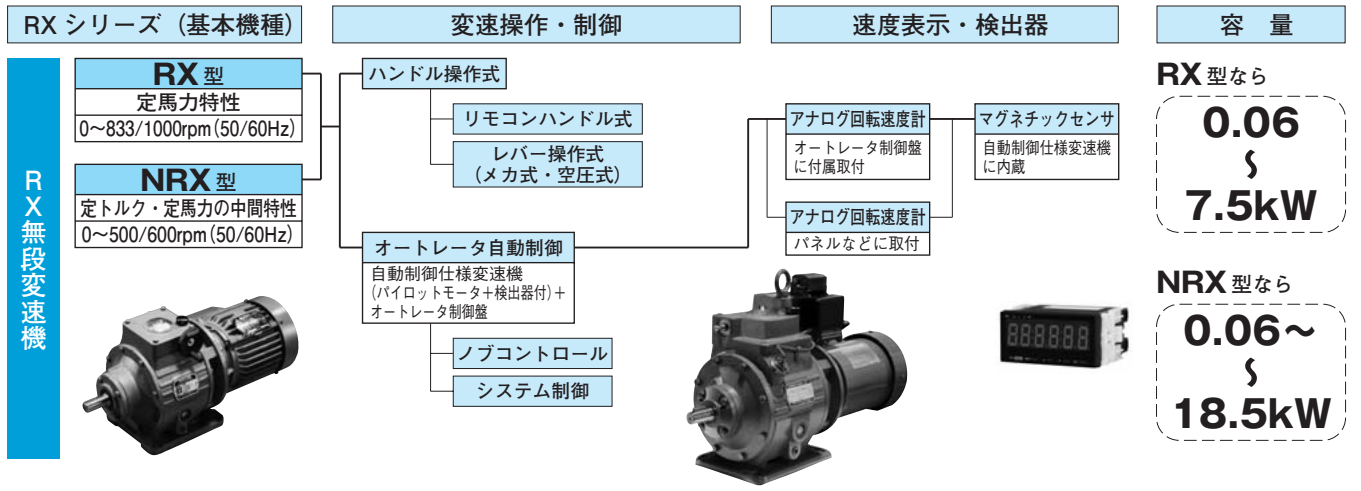 RX シリーズ（基本機種）
変速操作・制御
速度表示・検出器
容 量
RX無段変速機
RX 型
定馬力特性
0〜833/1000rpm(50/60Hz)
NRX 型
定トルク・定馬力の中間特性
0〜500/600rpm(50/60Hz)
ハンドル操作式
リモコンハンドル式
レバー操作式
(メカ式・空圧式)
オートレータ自動制御
自動制御仕様変速機
(パイロットモータ＋検出器付)＋
オートレータ制御盤
ノブコントロール
システム制御
アナログ回転速度計
オートレータ制御盤
に付属取付
アナログ回転速度計
パネルなどに取付
マグネチックセンサ
自動制御仕様変速機
に内蔵
888888
RX 型なら
0.06
〜
7.5kW
NRX 型なら
0.06〜
〜
18.5kW